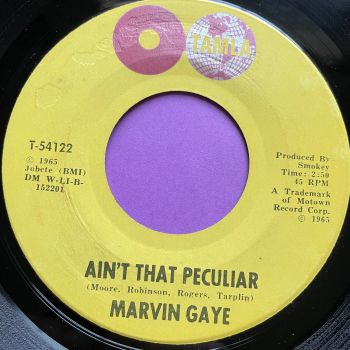 TAMLA
T-54122
© 1965
Jobete (BMI)
DM W-LI-B-
152201
Produced By
Smokey
Time: 2:50
45 RPM
A Trademark
of Motown
Record Corp.
© 1965
AIN'T THAT PECULIAR
(Moore, Robinson, Rogers, Tarplin)
MARVIN GAYE